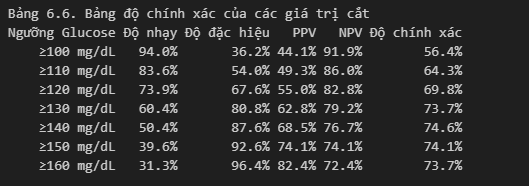 Bảng 6.6. Bảng độ chính xác của các giá trị cắt
Ngưỡng Glucose Độ nhạy Độ đặc hiệu PPV NPV Độ chính xác
≥100 mg/dL 94.0% 36.2% 44.1% 91.9% 56.4%
≥110 mg/dL 83.6% 54.0% 49.3% 86.0% 64.3%
≥120 mg/dL 73.9% 67.6% 55.0% 82.8% 69.8%
≥130 mg/dL 60.4% 80.8% 62.8% 79.2% 73.7%
≥140 mg/dL 50.4% 87.6% 68.5% 76.7% 74.6%
≥150 mg/dL 39.6% 92.6% 74.1% 74.1% 74.1%
≥160 mg/dL 31.3% 96.4% 82.4% 72.4% 73.7%